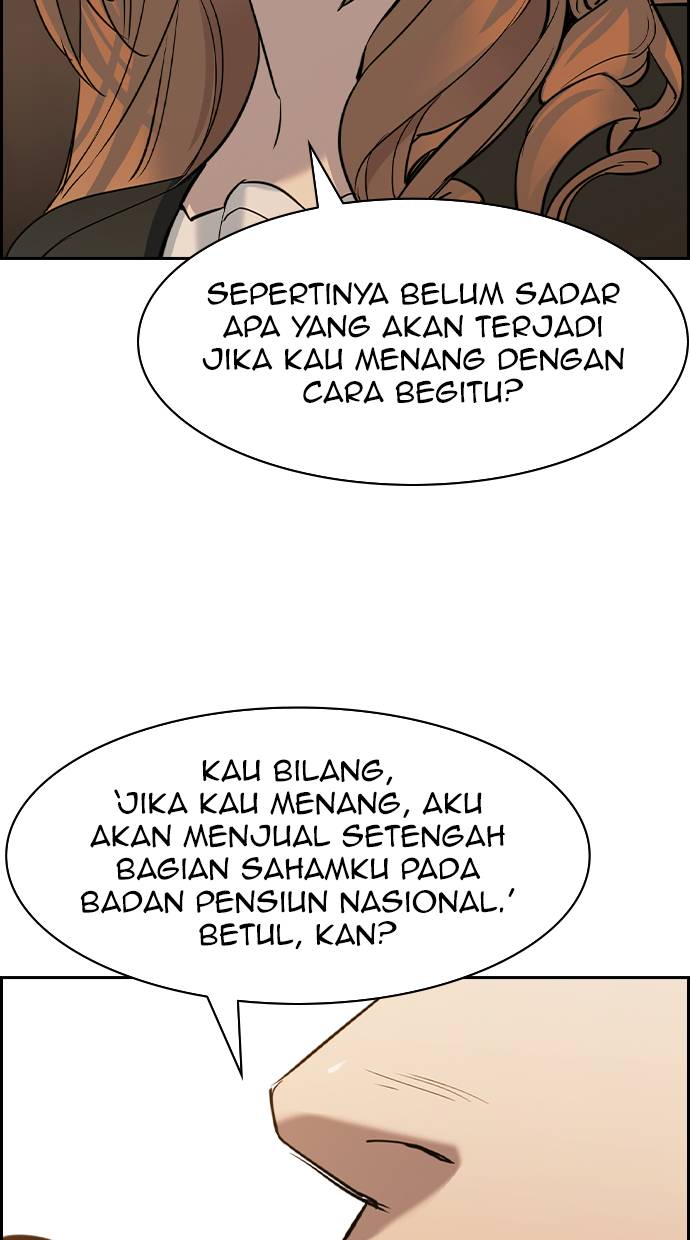 SEPERTINYA BELUM SADAR
APA YANG AKAN TERJADI
JIKA KAU MENANG DENGAN
CARA BEGITU?
KAU BILANG,
'JIKA KAU MENANG, AKU
AKAN MENJUAL SETENGAH
BAGIAN SAHAMKU PADA
BADAN PENSIUN NASIONAL.'
BETUL, KAN?